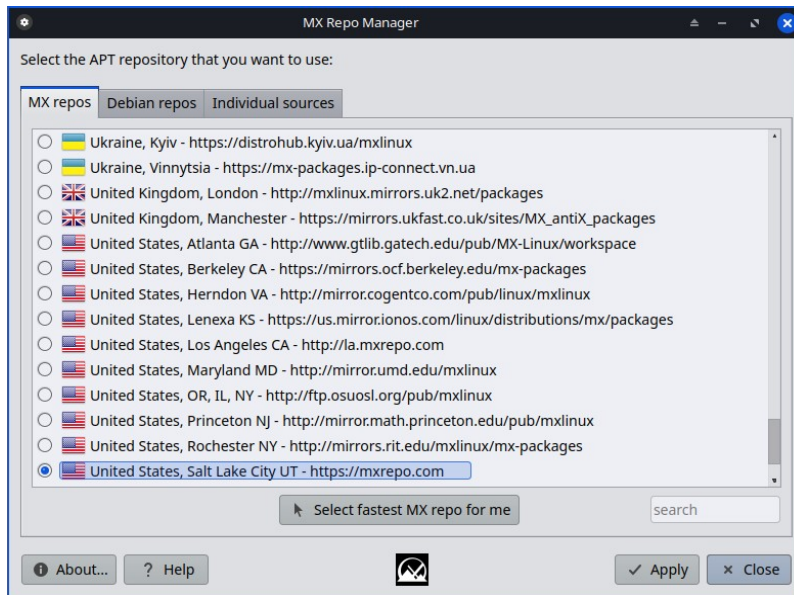 MX Repo Manager
Select the APT repository that you want to use:
MX repos Debian repos Individual sources
Ukraine, Kyiv - https://distrohub.kyiv.ua/mxlinux
Ukraine, Vinnytsia - https://mx-packages.ip-connect.vn.ua
United Kingdom, London - http://mxlinux.mirrors.uk2.net/packages
United Kingdom, Manchester - https://mirrors.ukfast.co.uk/sites/MX_antiX_packages
United States, Atlanta GA - http://www.gtlib.gatech.edu/pub/MX-Linux/workspace
United States, Berkeley CA - https://mirrors.ocf.berkeley.edu/mx-packages
United States, Herndon VA - http://mirror.cogentco.com/pub/linux/mxlinux
United States, Lenexa KS - https://us.mirror.ionos.com/linux/distributions/mx/packages
United States, Los Angeles CA - http://la.mxrepo.com
United States, Maryland MD - http://mirror.umd.edu/mxlinux
United States, OR, IL, NY - http://ftp.osuosl.org/pub/mxlinux
United States, Princeton NJ - http://mirror.math.princeton.edu/pub/mxlinux
United States, Rochester NY - http://mirrors.rit.edu/mxlinux/mx-packages
United States, Salt Lake City UT - https://mxrepo.com
Select fastest MX repo for me search
About... ? Help Apply Close